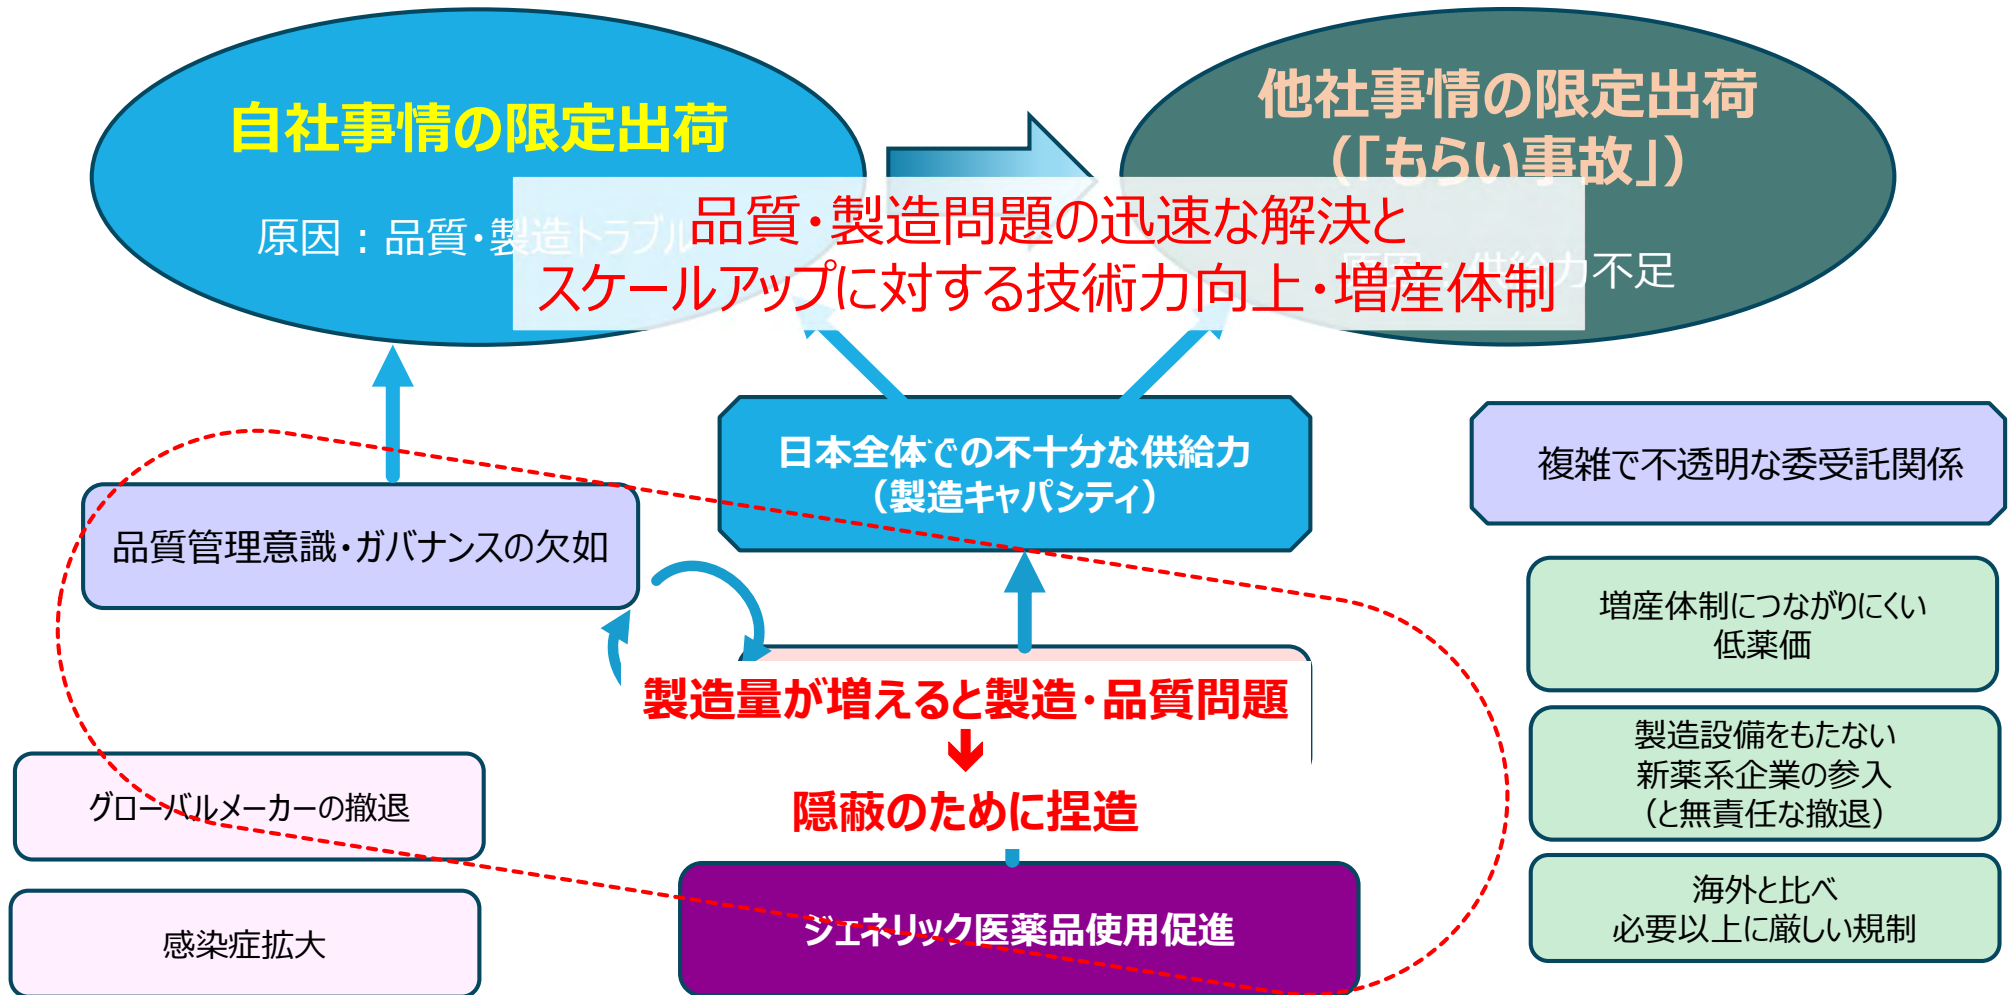 自社事情の限定出荷
原因：品質・製造トラブル
他社事情の限定出荷
（「もらい事故」）
原因：供給力不足
品質・製造問題の迅速な解決と
スケールアップに対する技術力向上・増産体制
日本全体での不十分な供給力
（製造キャパシティ）
複雑で不透明な委受託関係
品質管理意識・ガバナンスの欠如
増産体制につながりにくい
低薬価
製造量が増えると製造・品質問題
隠蔽のために捏造
製造設備をもたない
新薬系企業の参入
（と無責任な撤退）
グローバルメーカーの撤退
ジェネリック医薬品使用促進
海外と比べ
必要以上に厳しい規制
感染症拡大